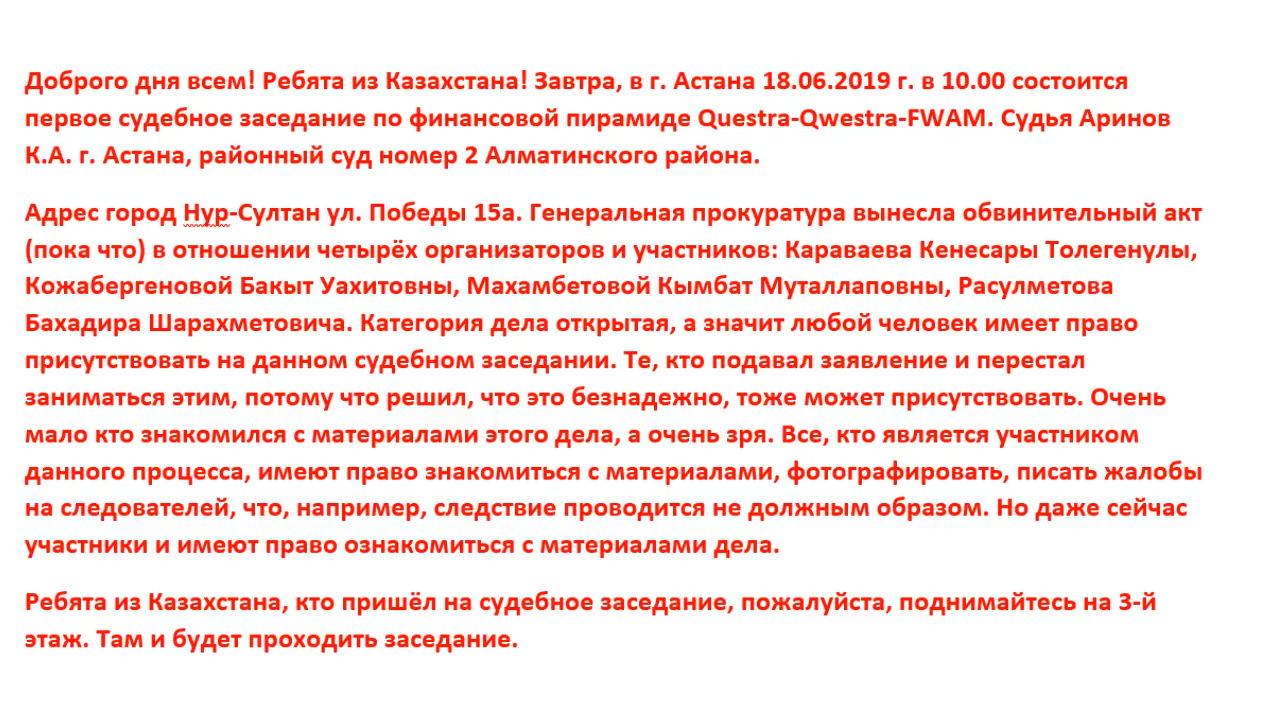 Доброго дня всем! Ребята из Казахстана! Завтра, в г. Астана 18.06.2019 г. в 10.00 состоится
первое судебное заседание по финансовой пирамиде Questra-Qwestra-FWAM. Судья Аринов
К.А. г. Астана, районный суд номер 2 Алматинского района.
Адрес город Нур-Султан ул. Победы 15а. Генеральная прокуратура вынесла обвинительный акт
(пока что) в отношении четырёх организаторов и участников: Караваева Кенесары Толегенулы,
Кожабергеновой Бакыт Уахитовны, Махамбетовой Кымбат Муталлаповны, Расулметова
Бахадира Шарахметовича. Категория дела открытая, а значит любой человек имеет право
присутствовать на данном судебном заседании. Те, кто подавал заявление и перестал
заниматься этим, потому что решил, что это безнадежно, тоже может присутствовать. Очень
мало кто знакомился с материалами этого дела, а очень зря. Все, кто является участником
данного процесса, имеют право знакомиться с материалами, фотографировать, писать жалобы
на следователей, что, например, следствие проводится не должным образом. Но даже сейчас
участники и имеют право ознакомиться с материалами дела.
Ребята из Казахстана, кто пришёл на судебное заседание, пожалуйста, поднимайтесь на 3-й
этаж. Там и будет проходить заседание.